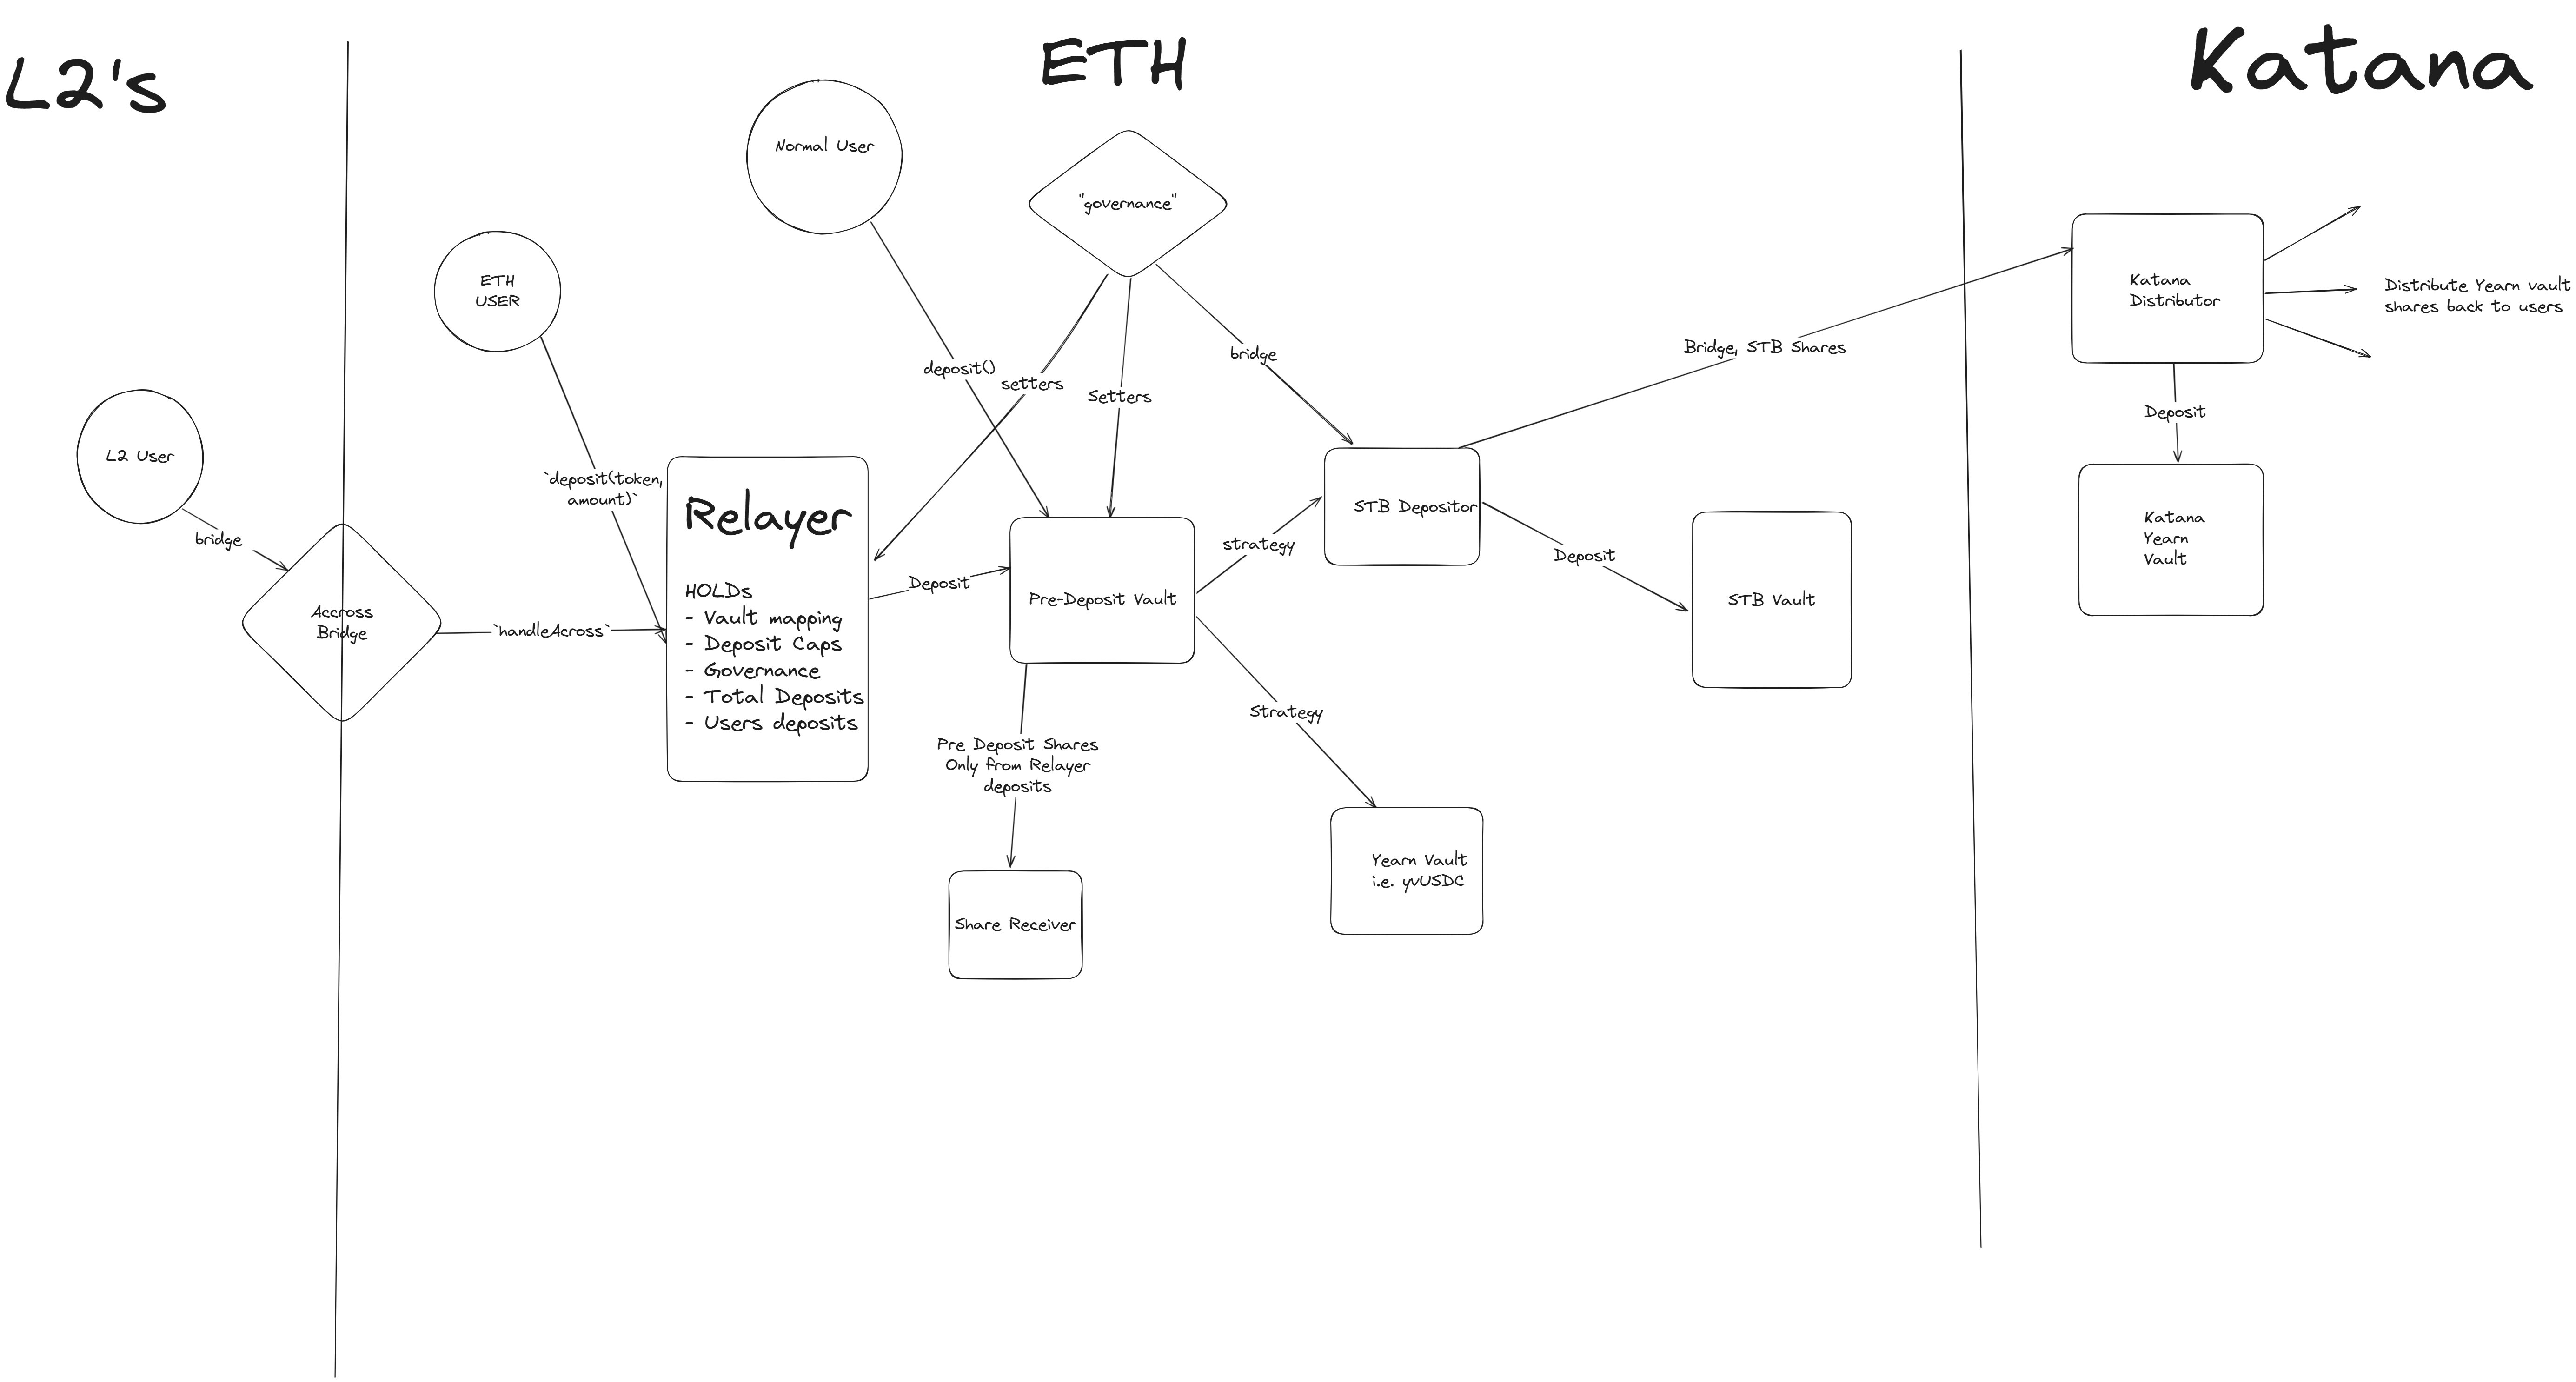 L2's
ETH
Katana
Normal User
"governance"
ETH
USER
Katana
Distributor
Distribute Yearn vault
shares back to users
bridge
Bridge, STB Shares
deposit()
setters
Setters
Deposit
L2 User
`deposit(token,
amount)`
bridge
Relayer
HOLDs
- Vault mapping
- Deposit Caps
- Governance
- Total Deposits
- Users deposits
STB Depositor
strategy
Deposit
Katana
Yearn
Vault
Accross
Bridge
`handleAcross`
Deposit
Pre-Deposit Vault
STB Vault
Strategy
Pre Deposit Shares
Only from Relayer
deposits
Yearn Vault
i.e. yvUSDC
Share Receiver